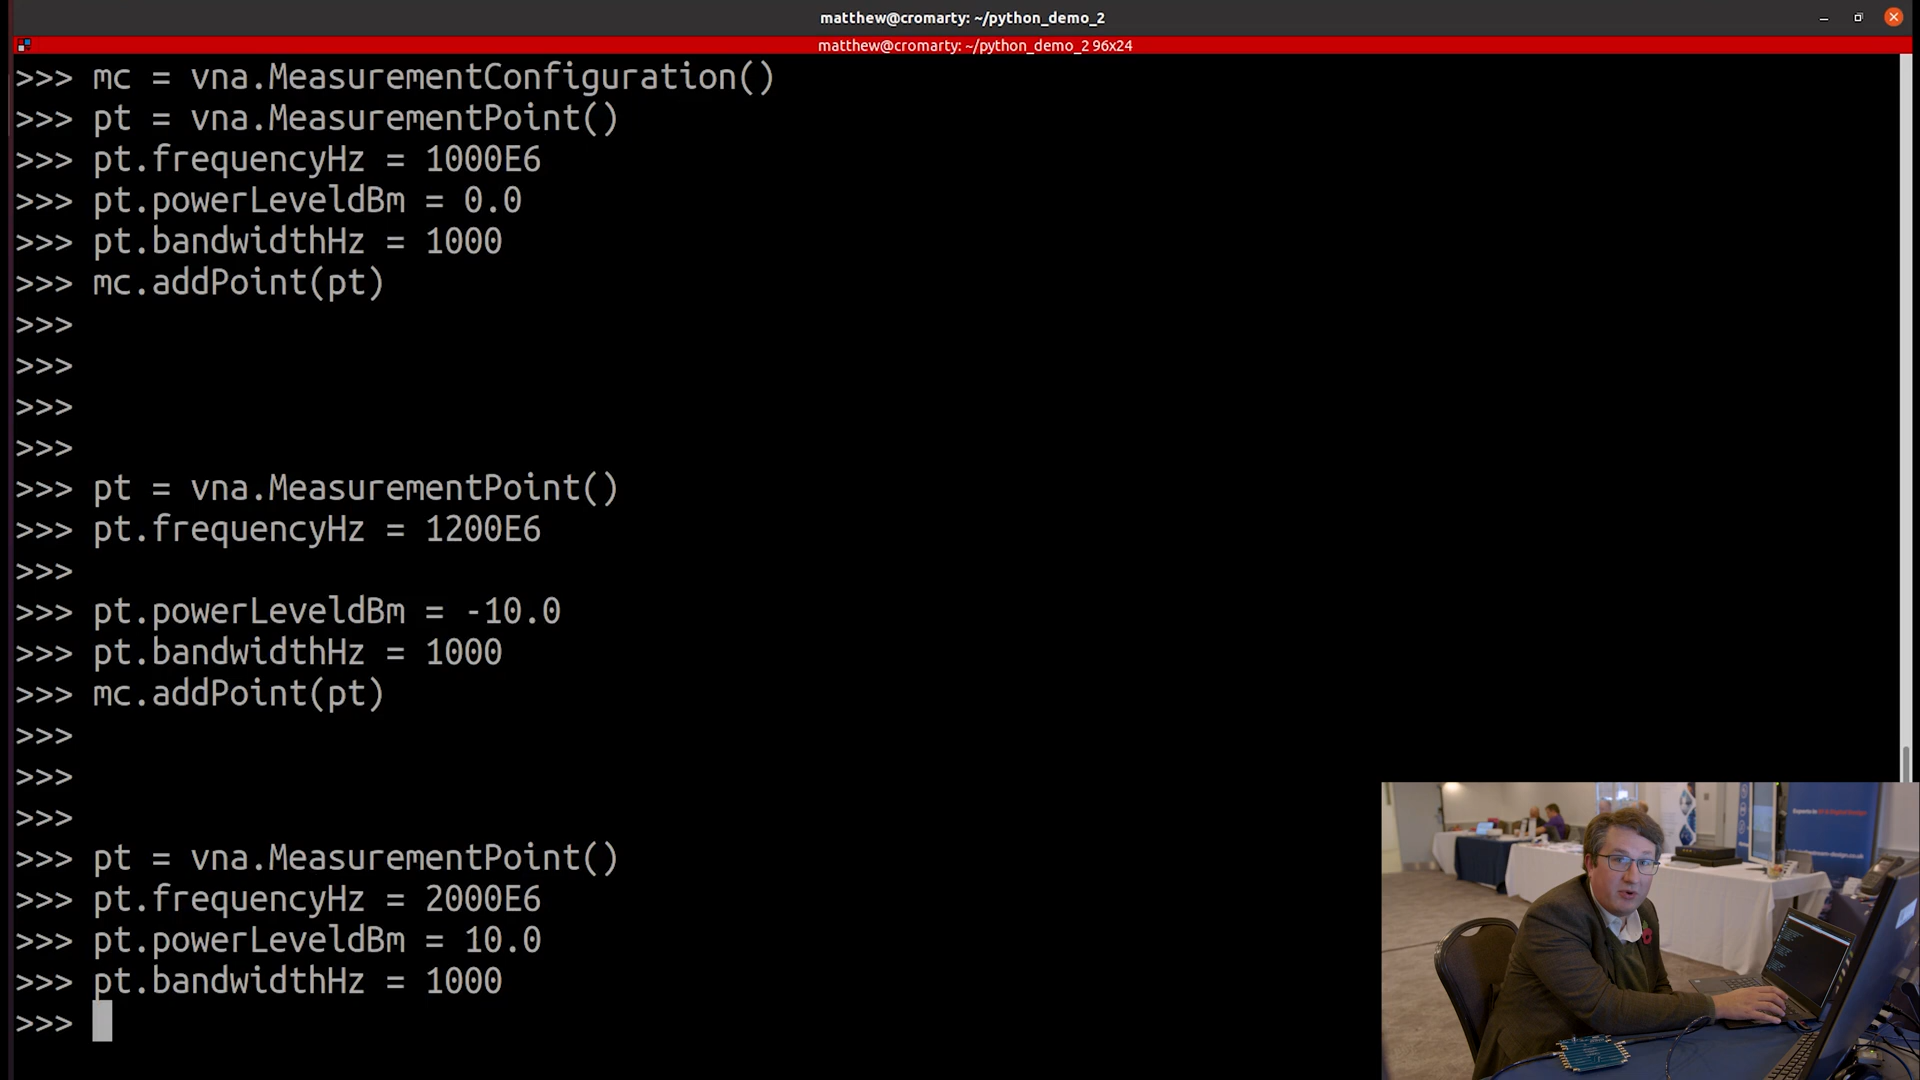 matthew@cromarty: ~/python_demo_2
matthew@cromarty: ~/python_demo_2 96x24
>>> mc = vna.MeasurementConfiguration()
>>> pt = vna.MeasurementPoint()
>>> pt.frequencyHz = 1000E6
>>> pt.powerLeveldBm = 0.0
>>> pt.bandwidthHz = 1000
>>> mc.addPoint(pt)
>>>
>>>
>>>
>>>
>>> pt = vna.MeasurementPoint()
>>> pt.frequencyHz = 1200E6
>>>
>>> pt.powerLeveldBm = -10.0
>>> pt.bandwidthHz = 1000
>>> mc.addPoint(pt)
>>>
>>>
>>>
>>> pt = vna.MeasurementPoint()
>>> pt.frequencyHz = 2000E6
>>> pt.powerLeveldBm = 10.0
>>> pt.bandwidthHz = 1000
>>>